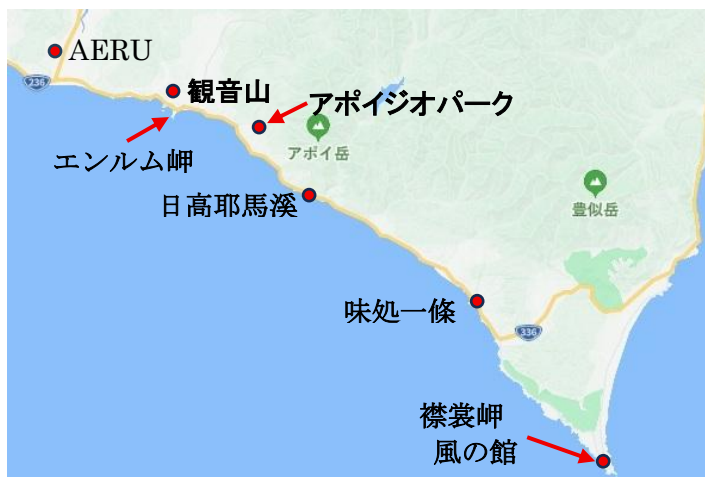 AERU
236
観音山
アポイジオパーク
エンルム岬
アポイ岳
日高耶馬溪
豊似岳
味処一條
336
襟裳岬
風の館